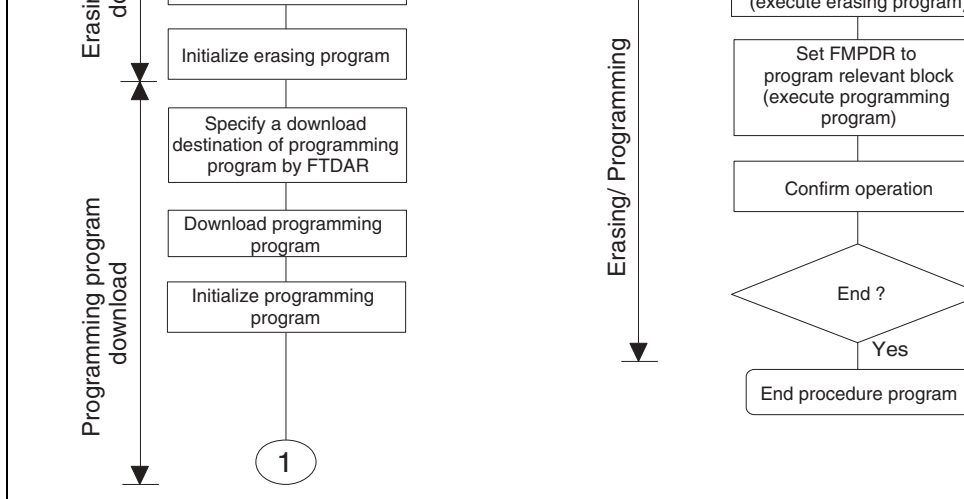 Initialize erasing program
Specify a download
destination of programming
program by FTDAR
Download programming
program
Initialize programming
program
1
Programming program
download
(execute erasing program)
Set FMPDR to
program relevant block
(execute programming
program)
Confirm operation
End ?
Yes
End procedure program
Erasing/ Programming